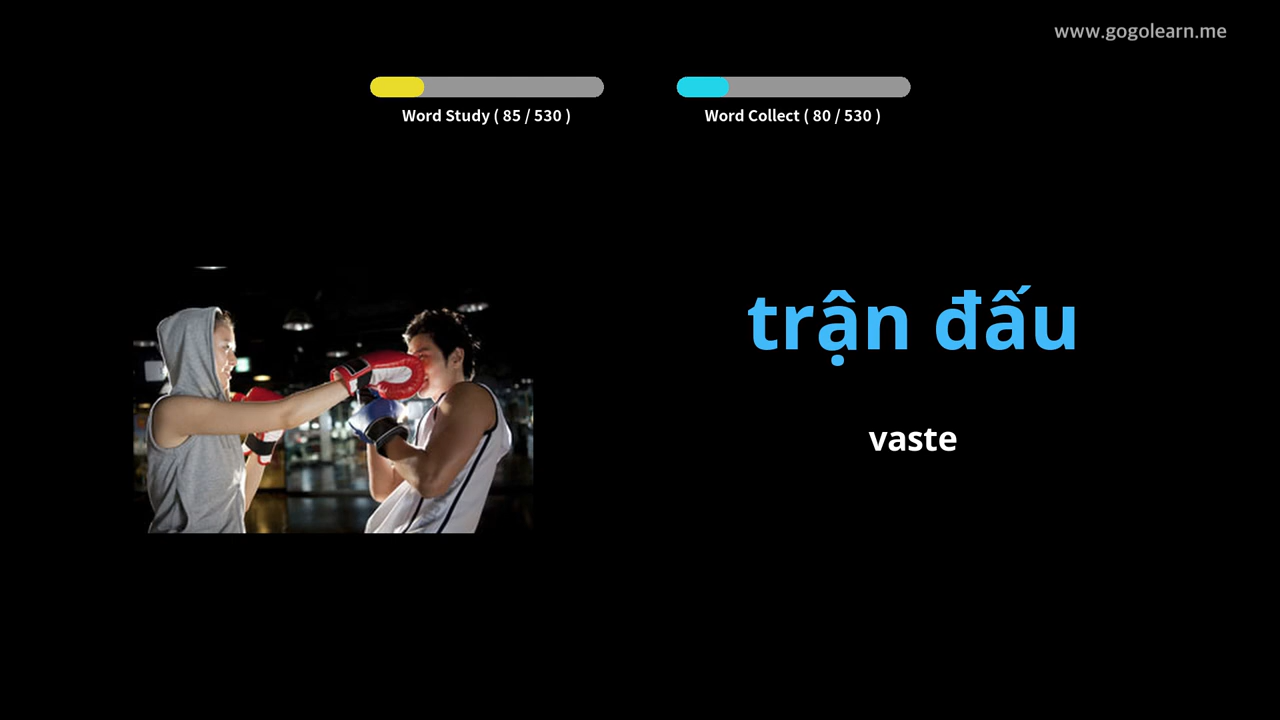 www.gogolearn.me
Word Study ( 85 / 530 )
Word Collect ( 80 / 530 )
trận đấu
vaste